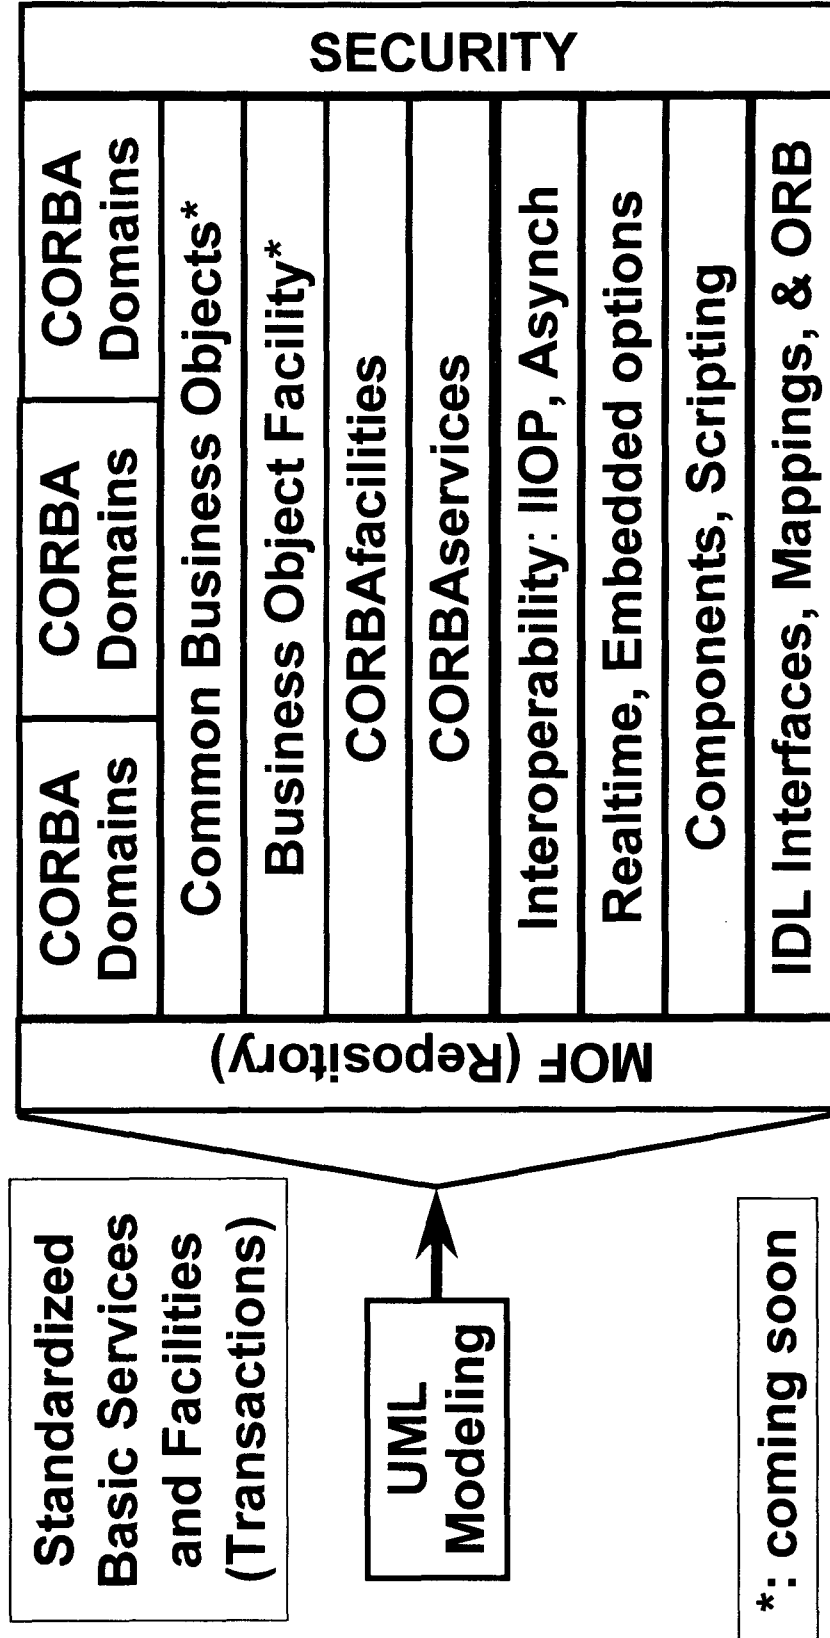 Standardized
Basic Services
and Facilities
(Transactions)
UML
Modeling
*: coming soon
MOF (Repository)
CORBA
Domains
CORBA
Domains
CORBA
Domains
Common Business Objects*
Business Object Facility*
CORBAfacilities
CORBAservices
Interoperability: IIOP, Asynch
Realtime, Embedded options
Components, Scripting
IDL Interfaces, Mappings, & ORB
SECURITY